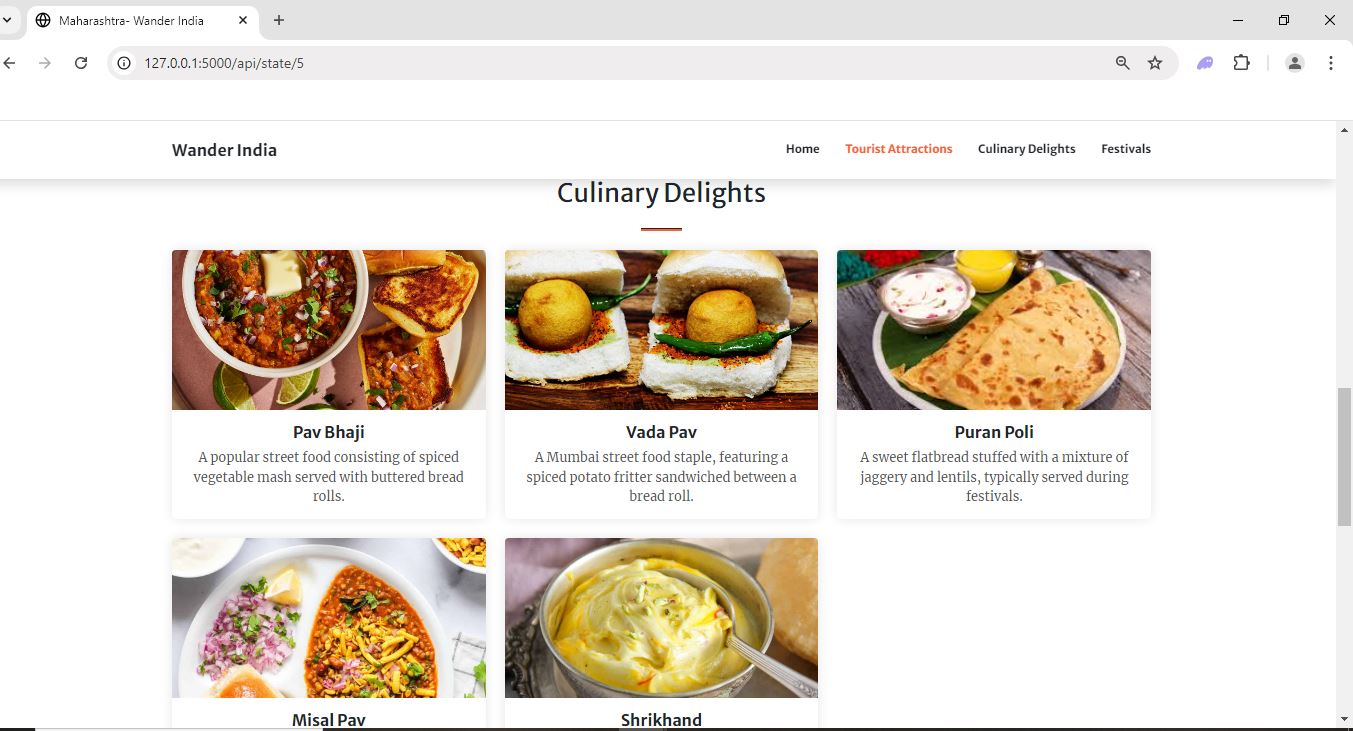 Maharashtra- Wander India
127.0.0.1:5000/api/state/5
Wander India
Home
Tourist Attractions
Culinary Delights
Festivals
Culinary Delights
Pav Bhaji
A popular street food consisting of spiced
vegetable mash served with buttered bread
rolls.
Vada Pav
A Mumbai street food staple, featuring a
spiced potato fritter sandwiched between a
bread roll.
Puran Poli
A sweet flatbread stuffed with a mixture of
jaggery and lentils, typically served during
festivals.
Misal Pav
Shrikhand